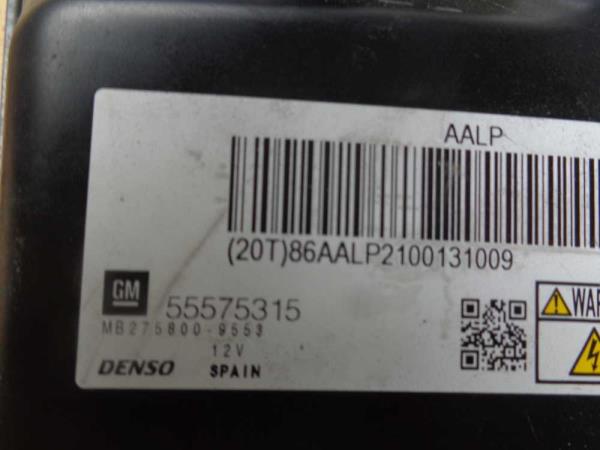 AALP
(20T)86AALP2100131009
GM 55575315
MB275800-9553
12V
DENSO SPAIN
WAR